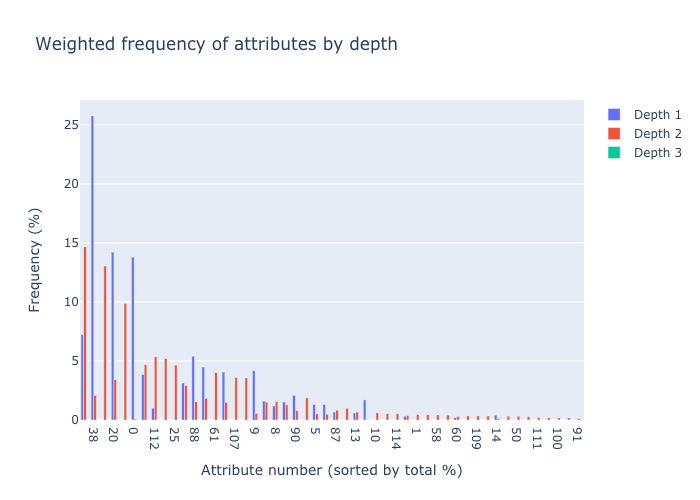 Weighted frequency of attributes by depth
Depth 1
Depth 2
Depth 3
Frequency (%)
25
20
15
10
5
0
38 20 0 112 25 88 61 107 9 8 90 5 87 13 10 114 1 58 60 109 14 50 111 100 91
Attribute number (sorted by total %)